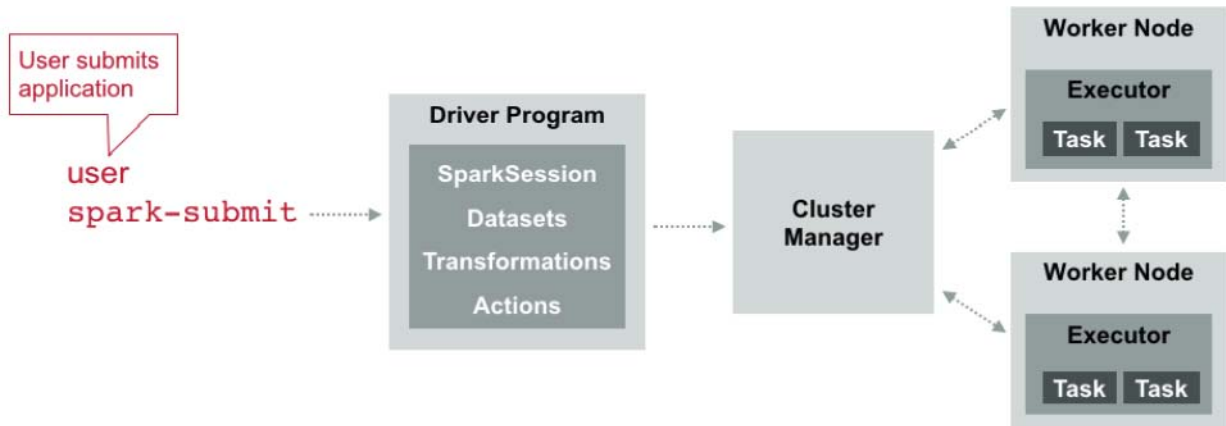 User submits
application
user
spark-submit
Driver Program
SparkSession
Datasets
Transformations
Actions
Cluster
Manager
Worker Node
Executor
Task Task
Worker Node
Executor
Task Task